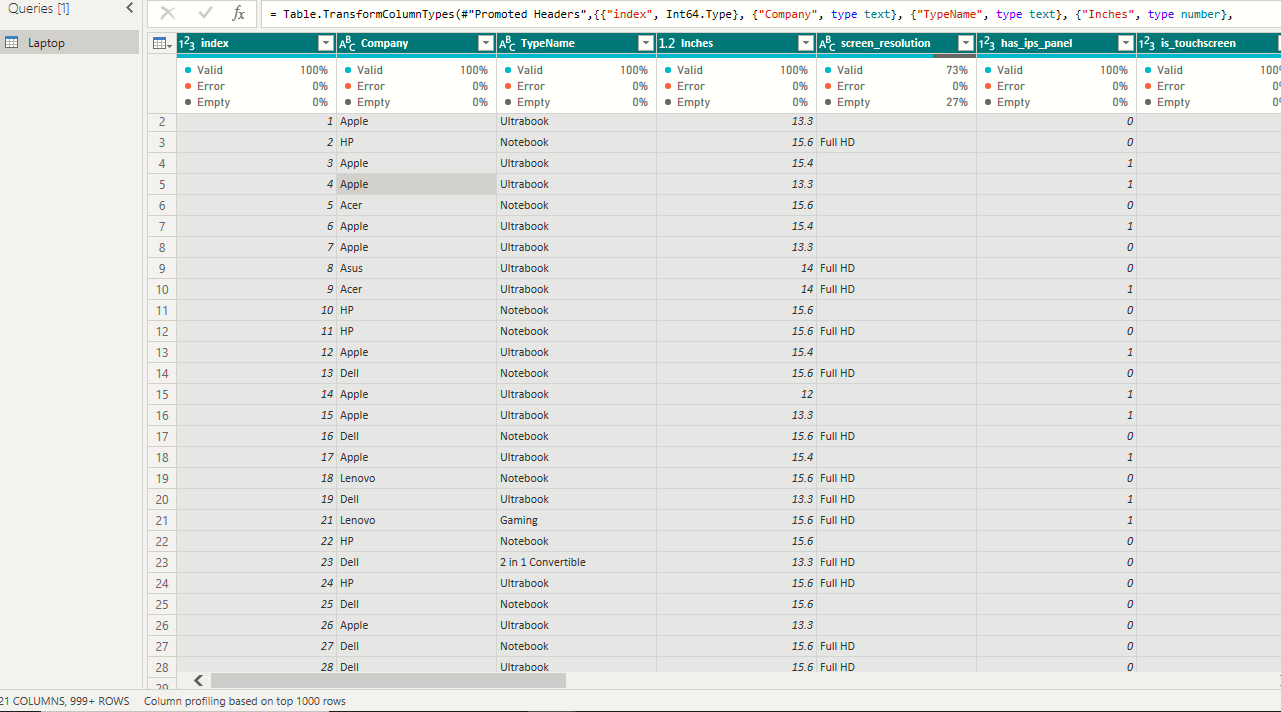 Queries [1]
= Table.TransformColumnTypes(#"Promoted Headers",{{"index", Int64.Type}, {"Company", type text}, {"TypeName", type text}, {"Inches", type number},
Laptop
1 2 3 index A B C Company A B C TypeName 1.2 Inches A B C screen_resolution 1 2 3 has_ips_panel 1 2 3 is_touchscreen
Valid 100% Valid 100% Valid 100% Valid 100% Valid 73% Valid 100% Valid 100%
Error 0% Error 0% Error 0% Error 0% Error 0% Error 0% Error 0%
Empty 0% Empty 0% Empty 0% Empty 0% Empty 27% Empty 0% Empty 0%
2 1 Apple Ultrabook 13.3 0
3 2 HP Notebook 15.6 Full HD 0
4 3 Apple Ultrabook 15.4 1
5 4 Apple Ultrabook 13.3 1
6 5 Acer Notebook 15.6 0
7 6 Apple Ultrabook 15.4 1
8 7 Apple Ultrabook 13.3 0
9 8 Asus Ultrabook 14 Full HD 0
10 9 Acer Ultrabook 14 Full HD 1
11 10 HP Notebook 15.6 0
12 11 HP Notebook 15.6 Full HD 0
13 12 Apple Ultrabook 15.4 1
14 13 Dell Notebook 15.6 Full HD 0
15 14 Apple Ultrabook 12 1
16 15 Apple Ultrabook 13.3 1
17 16 Dell Notebook 15.6 Full HD 0
18 17 Apple Ultrabook 15.4 1
19 18 Lenovo Notebook 15.6 Full HD 0
20 19 Dell Ultrabook 13.3 Full HD 1
21 21 Lenovo Gaming 15.6 Full HD 1
22 22 HP Notebook 15.6 0
23 23 Dell 2 in 1 Convertible 13.3 Full HD 0
24 24 HP Ultrabook 15.6 Full HD 0
25 25 Dell Notebook 15.6 0
26 26 Apple Ultrabook 13.3 0
27 27 Dell Notebook 15.6 Full HD 0
28 28 Dell Ultrabook 15.6 Full HD 0
29
21 COLUMNS, 999+ ROWS Column profiling based on top 1000 rows